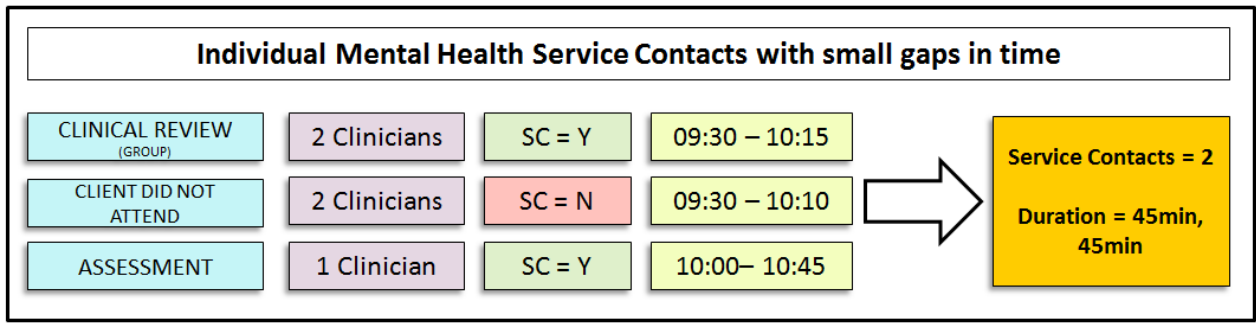 Individual Mental Health Service Contacts with small gaps in time
CLINICAL REVIEW
(GROUP)
2 Clinicians
SC = Y
09:30 – 10:15
CLIENT DID NOT
ATTEND
2 Clinicians
SC = N
09:30 – 10:10
ASSESSMENT
1 Clinician
SC = Y
10:00– 10:45
Service Contacts = 2
Duration = 45min,
45min